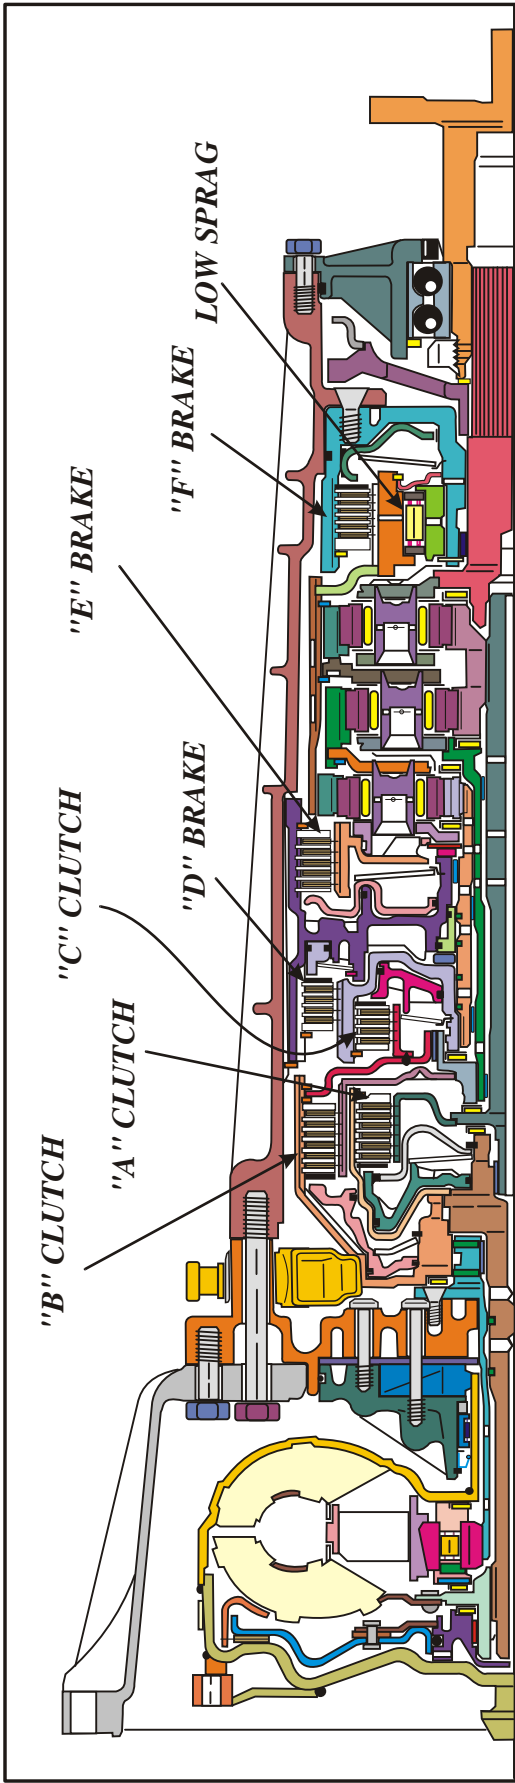 "B" CLUTCH
"A" CLUTCH
"C" CLUTCH
"D" BRAKE
"E" BRAKE
"F" BRAKE
LOW SPRAG